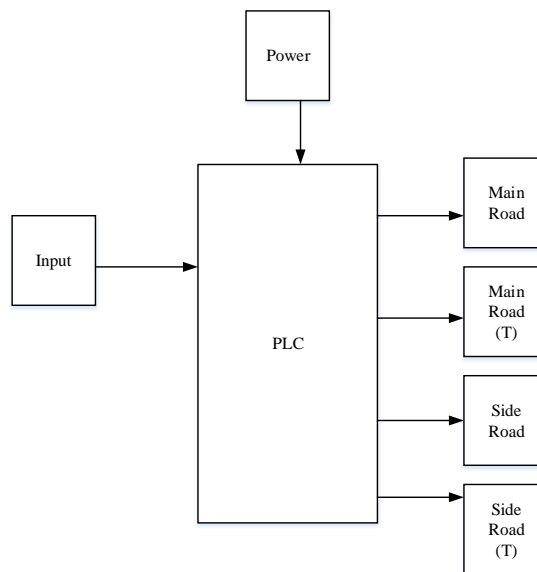 Power
Main
Road
Input
Main
Road
(T)
PLC
Side
Road
Side
Road
(T)